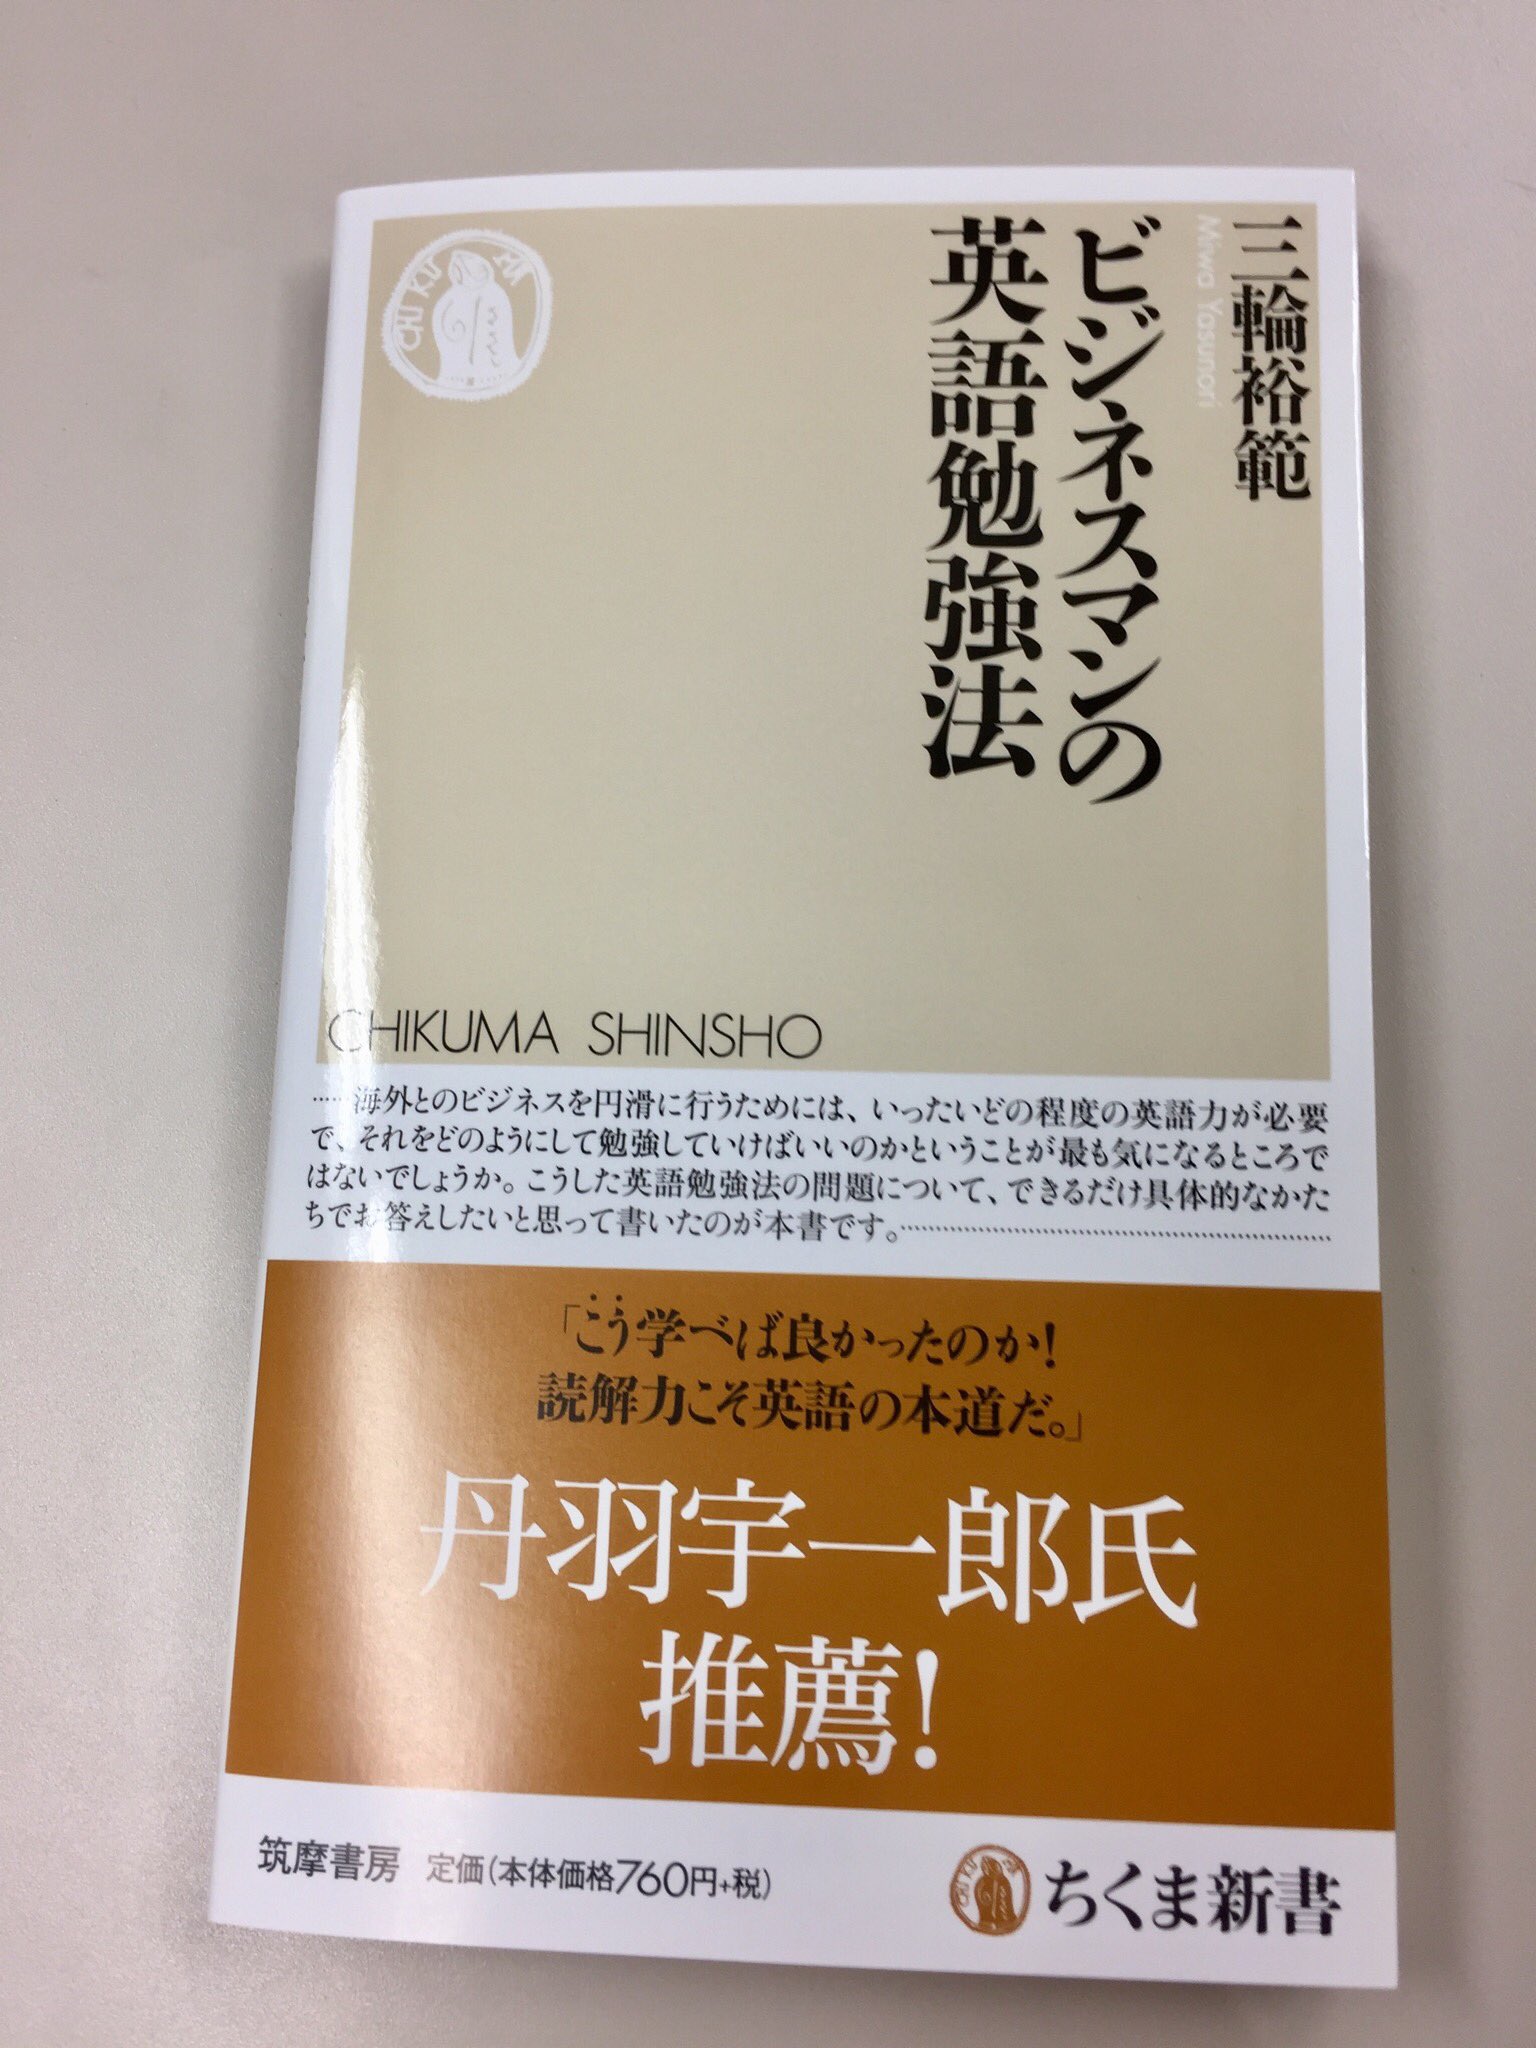 三輪裕範
Miwa Yasunori
ビジネスマンの
英語勉強法
CHIKUMA
CHIKUMA SHINSHO
……海外とのビジネスを円滑に行うためには、いったいどの程度の英語力が必要
で、それをどのようにして勉強していけばいいのかということが最も気になるところで
はないでしょうか。こうした英語勉強法の問題について、できるだけ具体的なかた
ちでお答えしたいと思って書いたのが本書です。……………………………………
「こう学べば良かったのか！
読解力こそ英語の本道だ。」
丹羽宇一郎氏
推薦！
筑摩書房 定価（本体価格760円+税）
CHIKUMA
ちくま新書